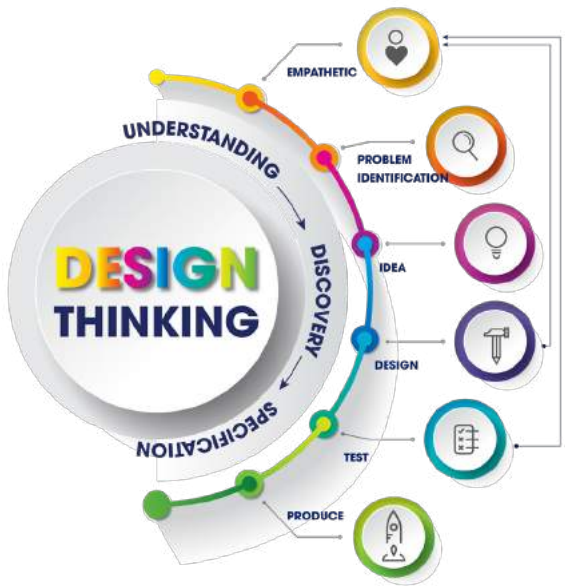 EMPATHETIC
UNDERSTANDING
PROBLEM
IDENTIFICATION
DESIGN
THINKING
DISCOVERY
IDEA
DESIGN
SPECIFICATION
TEST
PRODUCE